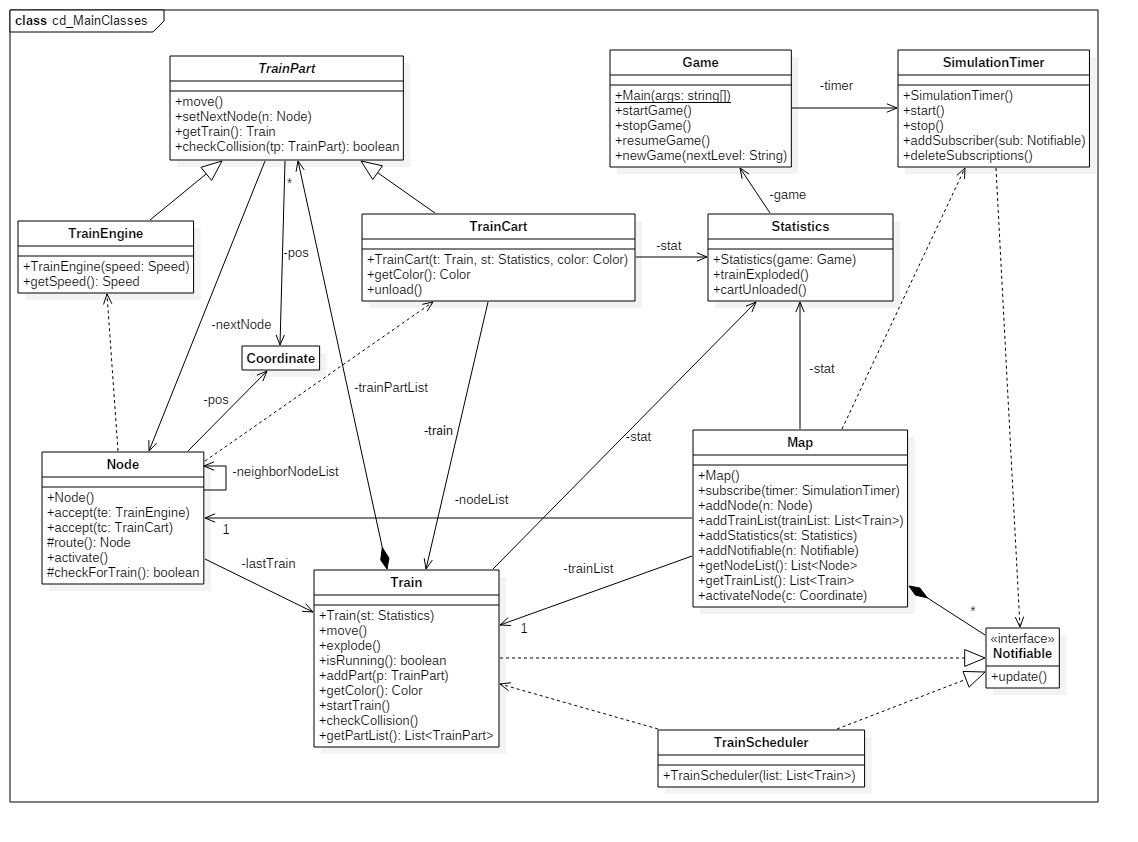 class cd_MainClasses
TrainPart
+move()
+setNextNode(n: Node)
+getTrain(): Train
+checkCollision(tp: TrainPart): boolean
Game
+Main(args: string[])
+startGame()
+stopGame()
+resumeGame()
+newGame(nextLevel: String)
-timer
SimulationTimer
+SimulationTimer()
+start()
+stop()
+addSubscriber(sub: Notifiable)
+deleteSubscriptions()
*
-game
TrainEngine
+TrainEngine(speed: Speed)
+getSpeed(): Speed
-pos
TrainCart
+TrainCart(t: Train, st: Statistics, color: Color)
+getColor(): Color
+unload()
-stat
Statistics
+Statistics(game: Game)
+trainExploded()
+cartUnloaded()
-nextNode
Coordinate
-trainPartList
-stat
-pos
-train
-stat
Node
+Node()
+accept(te: TrainEngine)
+accept(tc: TrainCart)
#route(): Node
+activate()
#checkForTrain(): boolean
-neighborNodeList
-nodeList
1
Map
+Map()
+subscribe(timer: SimulationTimer)
+addNode(n: Node)
+addTrainList(trainList: List<Train>)
+addStatistics(st: Statistics)
+addNotifiable(n: Notifiable)
+getNodeList(): List<Node>
+getTrainList(): List<Train>
+activateNode(c: Coordinate)
-lastTrain
-trainList
1
*
Train
+Train(st: Statistics)
+move()
+explode()
+isRunning(): boolean
+addPart(p: TrainPart)
+getColor(): Color
+startTrain()
+checkCollision()
+getPartList(): List<TrainPart>
«interface»
Notifiable
+update()
TrainScheduler
+TrainScheduler(list: List<Train>)